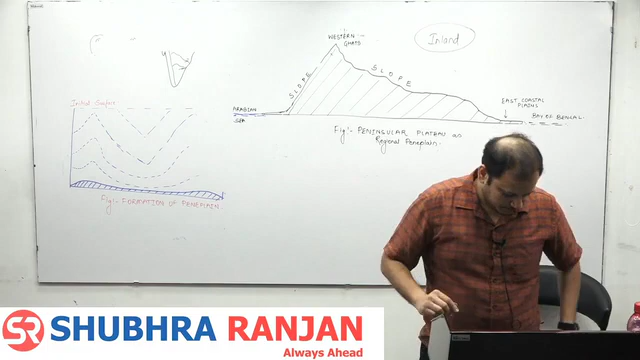 Initial Surface
Fig:- FORMATION OF PENEPLAIN.
WESTERN
GHATS
Inland
SLOPE
SLOPE
ARABIAN
SEA
EAST COASTAL
PLAINS
BAY OF BENGAL.
Fig:- PENINSULAR PLATEAU as
Regional Peneplain.
SR SHUBHRA RANJAN
Always Ahead